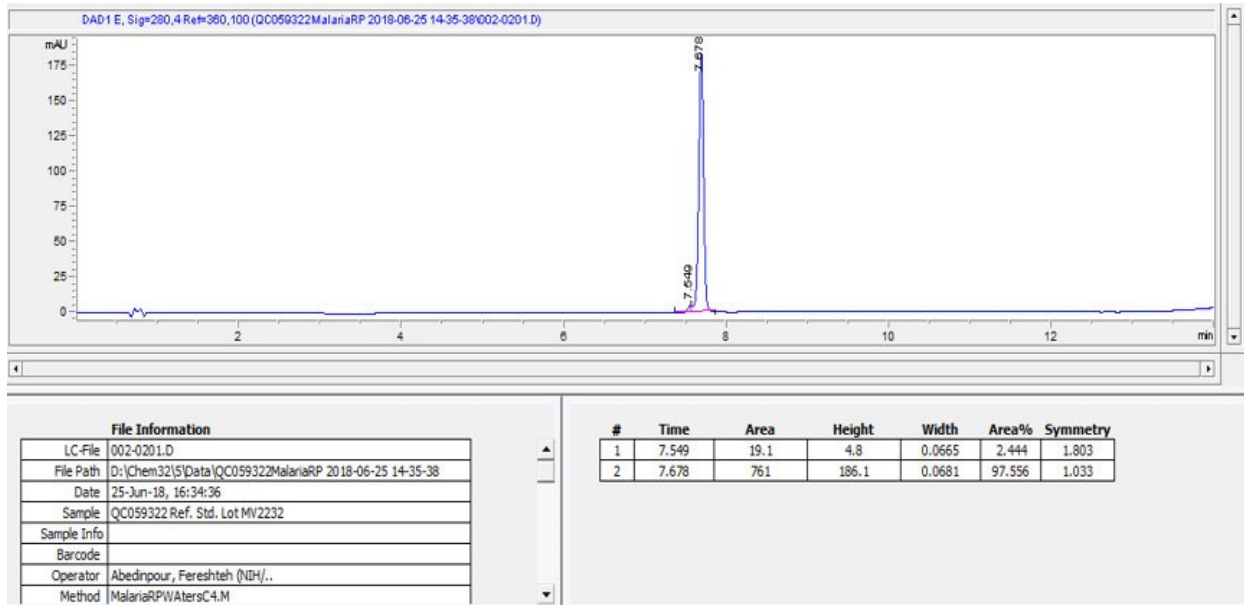 DAD1 E, Sig=280,4 Ref=360,100 (QC059322MalariaRP 2018-06-25 14-35-38\002-0201.D)
mAU
175
150
125
100
75
50
25
0
7.549
7.678
2 4 6 8 10 12 min
File Information
LC-File 002-0201.D
File Path D:\Chem32\5\Data\QC059322MalariaRP 2018-06-25 14-35-38
Date 25-Jun-18, 16:34:36
Sample QC059322 Ref. Std. Lot MV2232
Sample Info
Barcode
Operator Abedinpour, Fereshteh (NIH/..
Method MalariaRPWAtersC4.M
# Time Area Height Width Area% Symmetry
1 7.549 19.1 4.8 0.0665 2.444 1.803
2 7.678 761 186.1 0.0681 97.556 1.033